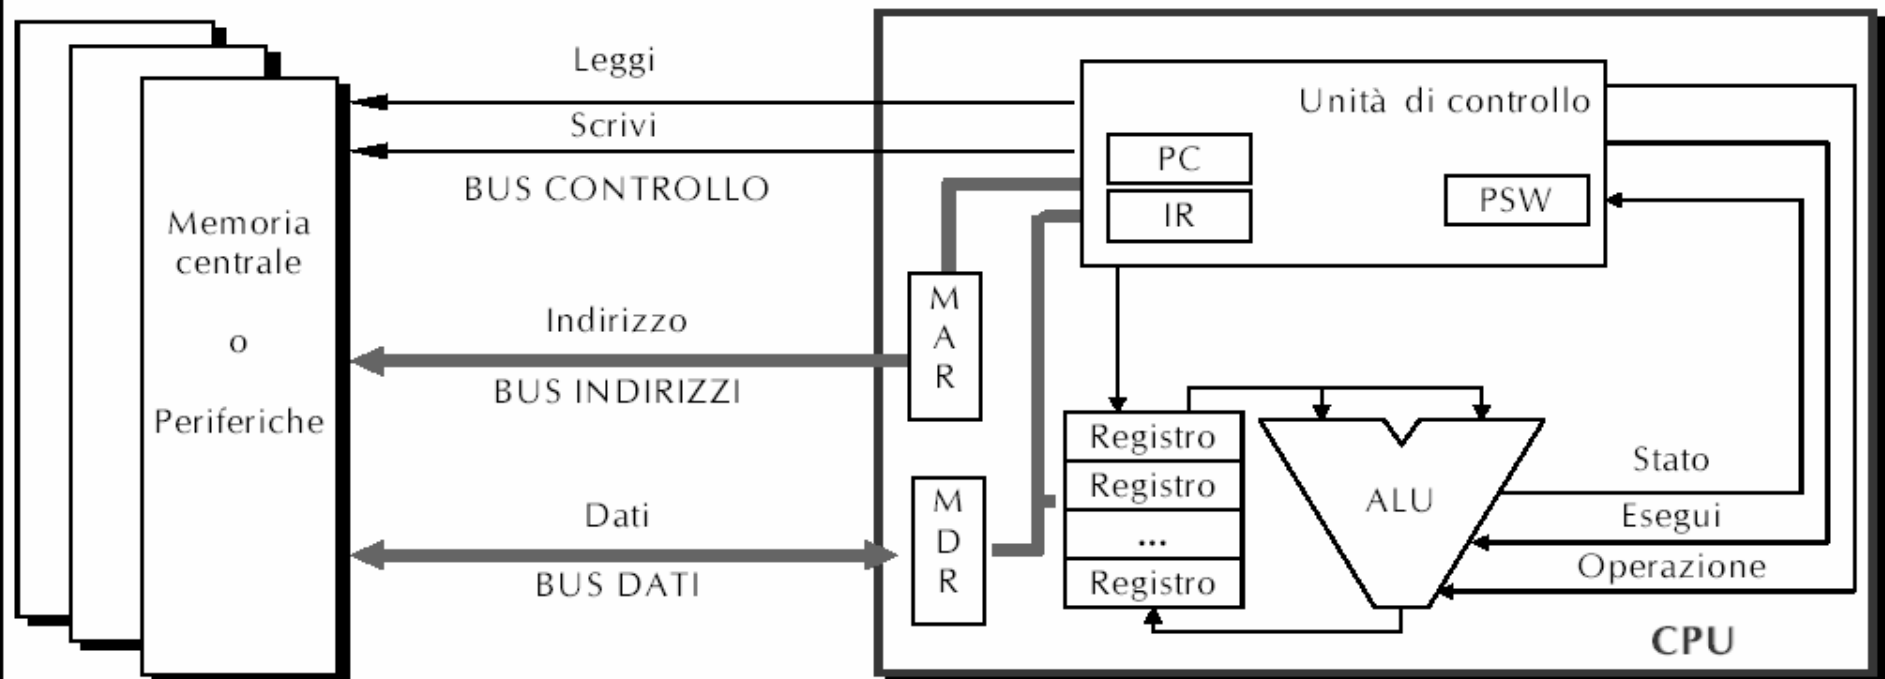 Leggi
Scrivi
BUS CONTROLLO
Memoria
centrale
o
Periferiche
Indirizzo
BUS INDIRIZZI
Dati
BUS DATI
Unità di controllo
PC
IR
PSW
M
A
R
M
D
R
Registro
Registro
...
Registro
ALU
Stato
Esegui
Operazione
CPU